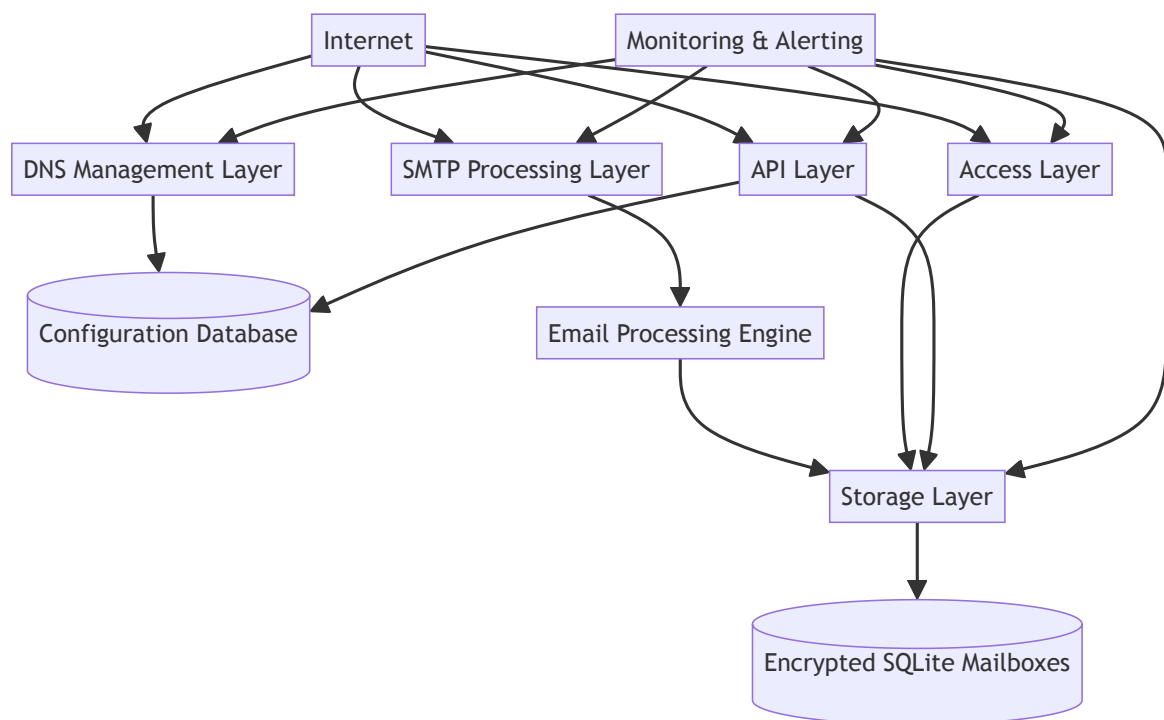 Internet
Monitoring & Alerting
DNS Management Layer
SMTP Processing Layer
API Layer
Access Layer
Configuration Database
Email Processing Engine
Storage Layer
Encrypted SQLite Mailboxes